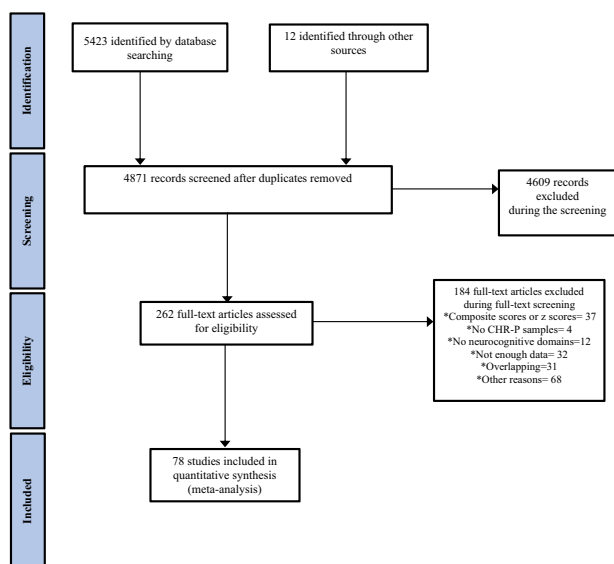 Identification
5423 identified by database
searching
12 identified through other
sources
Screening
4871 records screened after duplicates removed
4609 records
excluded
during the screening
Eligibility
262 full-text articles assessed
for eligibility
184 full-text articles excluded
during full-text screening
*Composite scores or z scores= 37
*No CHR-P samples= 4
*No neurocognitive domains=12
*Not enough data= 32
*Overlapping=31
*Other reasons= 68
Included
78 studies included in
quantitative synthesis
(meta-analysis)